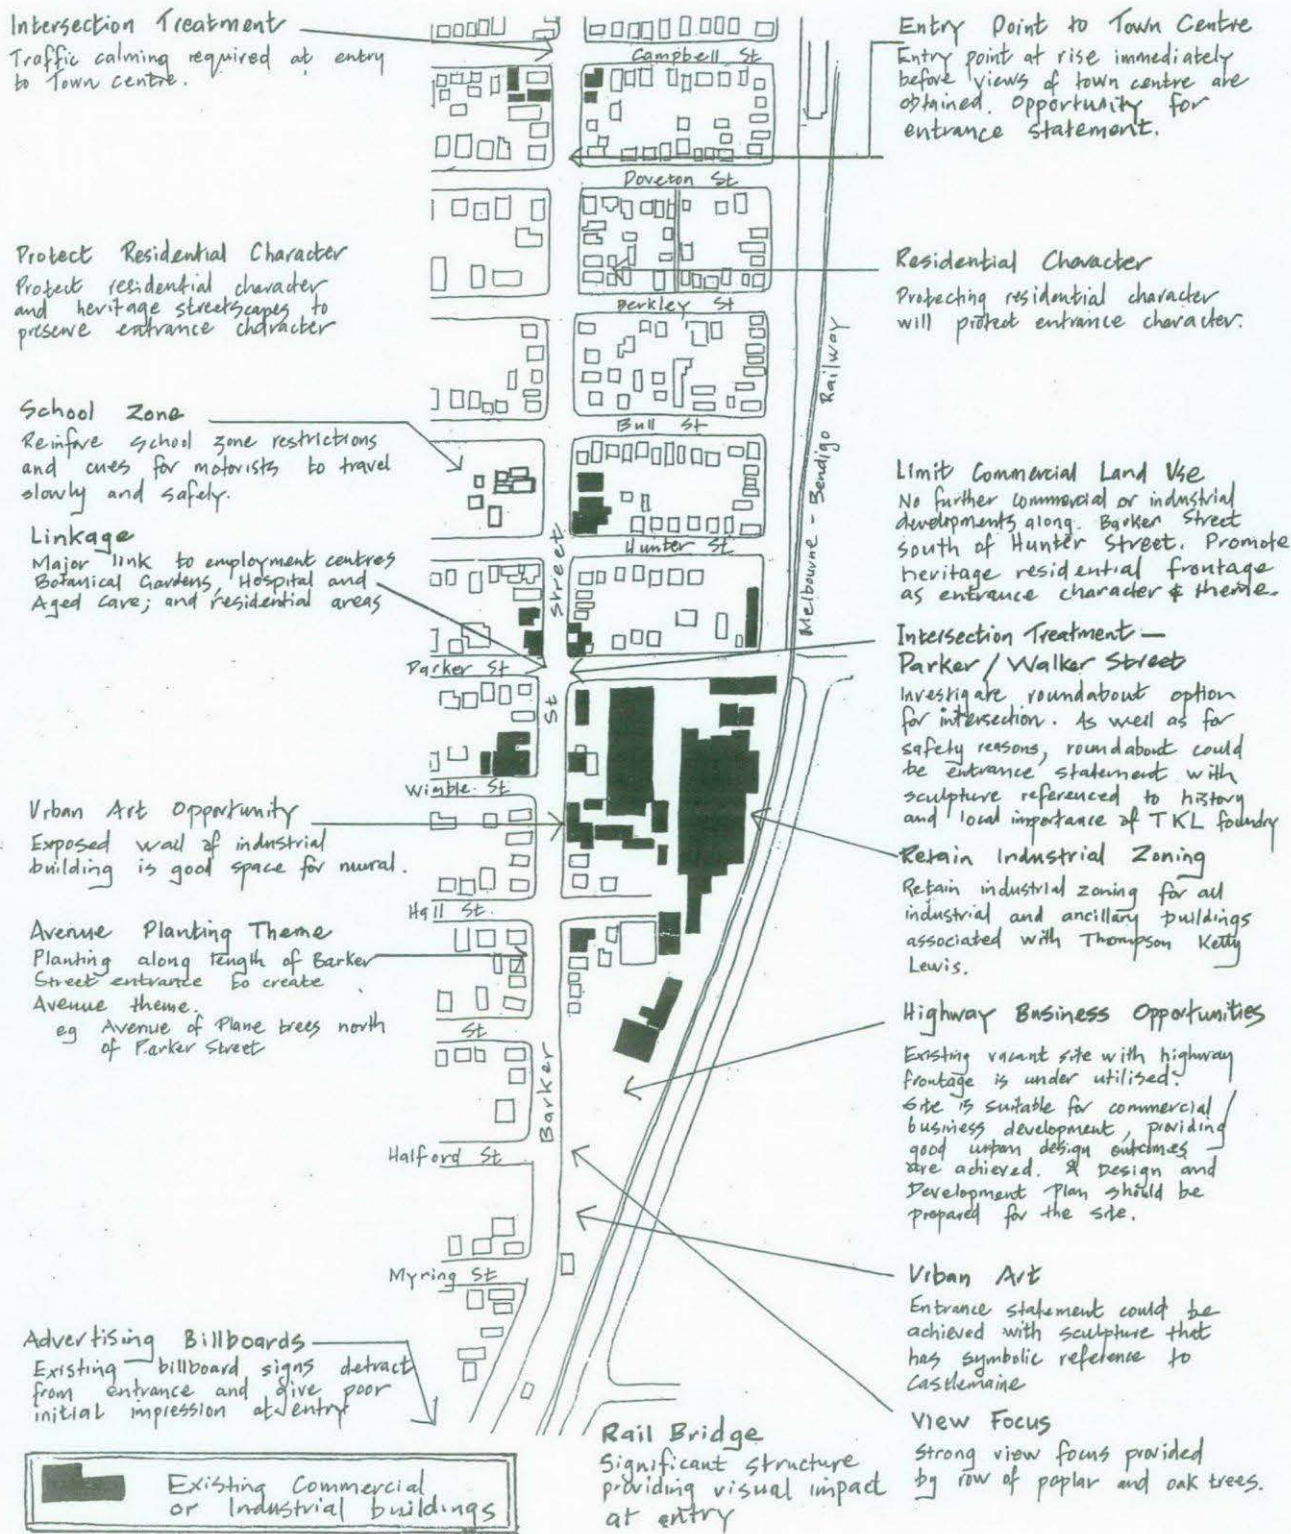 Intersection Treatment
Traffic calming required at entry
to Town centre.
Protect Residential Character
Protect residential character
and heritage streetscapes to
preserve entrance character
School Zone
Reinfore school zone restrictions
and cues for motorists to travel
slowly and safely.
Linkage
Major link to employment centres
Botanical Gardens, Hospital and
Aged Care; and residential areas
Urban Art Opportunity
Exposed wall of industrial
building is good space for mural.
Avenue Planting Theme
Planting along length of Barker
Street entrance to create
Avenue theme.
eg Avenue of Plane trees north
of Parker Street
Advertising Billboards
Existing billboard signs detract
from entrance and give poor
initial impression at entry
Existing Commercial
or Industrial buildings
Campbell St
Doveton St
Berkley St
Bull St
Hunter St
Street
Parker St
St
Wimble St
Hall St.
St
Barker
Halford St
Myring St
Melbourne - Bendigo Railway
Rail Bridge
Significant structure
providing visual impact
at entry
Entry Point to Town Centre
Entry point at rise immediately
before views of town centre are
obtained. Opportunity for
entrance statement.
Residential Character
Protecting residential character
will protect entrance character.
Limit Commercial Land Use
No further commercial or industrial
developments along. Barker Street
south of Hunter Street. Promote
heritage residential frontage
as entrance character & theme.
Intersection Treatment —
Parker / Walker Street
Investigate roundabout option
for intersection. As well as for
safety reasons, roundabout could
be entrance statement with
sculpture referenced to history
and local importance of TKL foundry
Retain Industrial Zoning
Retain industrial zoning for all
industrial and ancillary buildings
associated with Thompson Kelly
Lewis.
Highway Business Opportunities
Existing vacant site with highway
frontage is under utilised.
Site is suitable for commercial/
business development, providing
good urban design outcomes
are achieved. A Design and
Development Plan should be
prepared for the site.
Urban Art
Entrance statement could be
achieved with sculpture that
has symbolic reference to
Castlemaine
View Focus
Strong view focus provided
by row of poplar and oak trees.